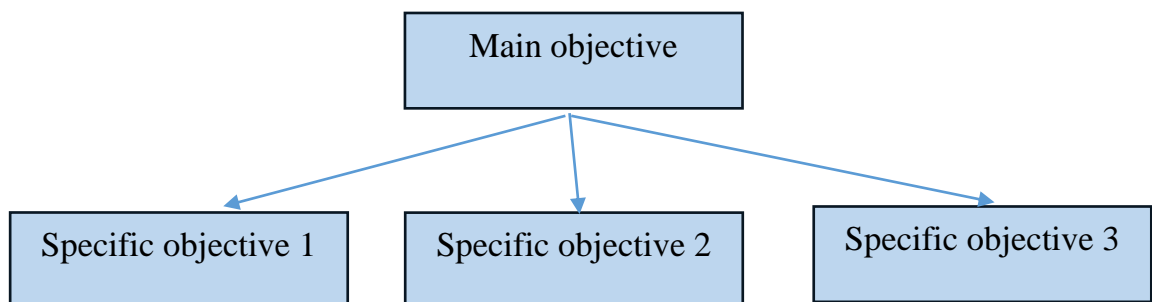 Main objective
Specific objective 1
Specific objective 2
Specific objective 3